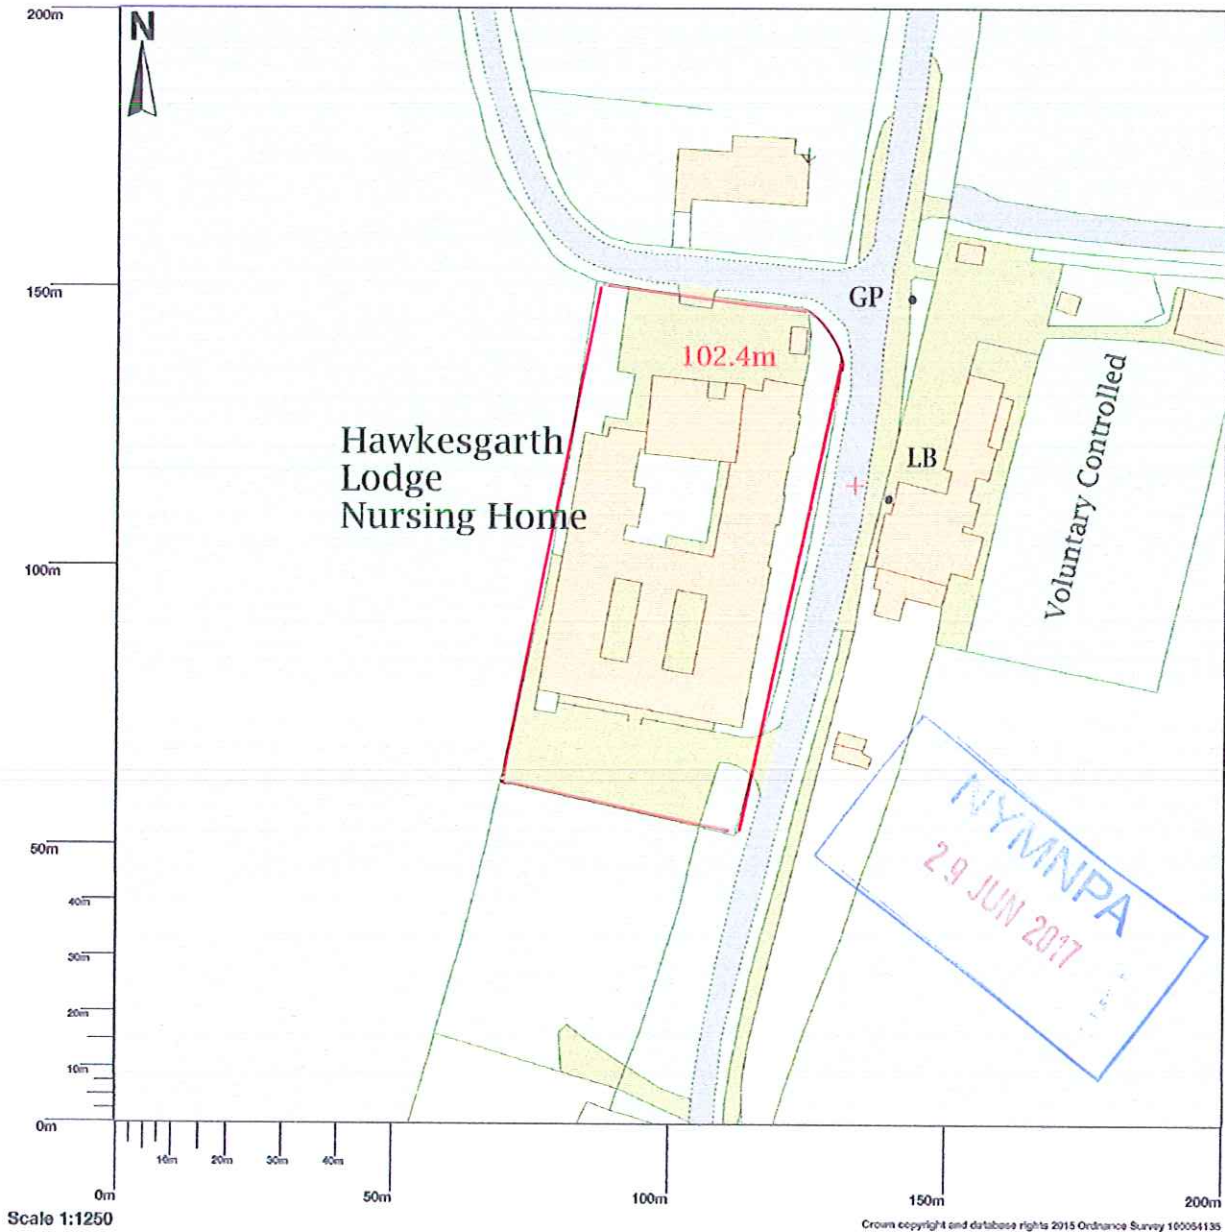 200m
N
150m
GP
102.4m
Hawkesgarth
Lodge
Nursing Home
LB
Voluntary Controlled
100m
50m
40m
30m
20m
10m
0m
NYMNPA
29 JUN 2017
10m
20m
30m
40m
0m
50m
100m
150m
200m
Scale 1:1250
Crown copyright and database rights 2015 Ordnance Survey